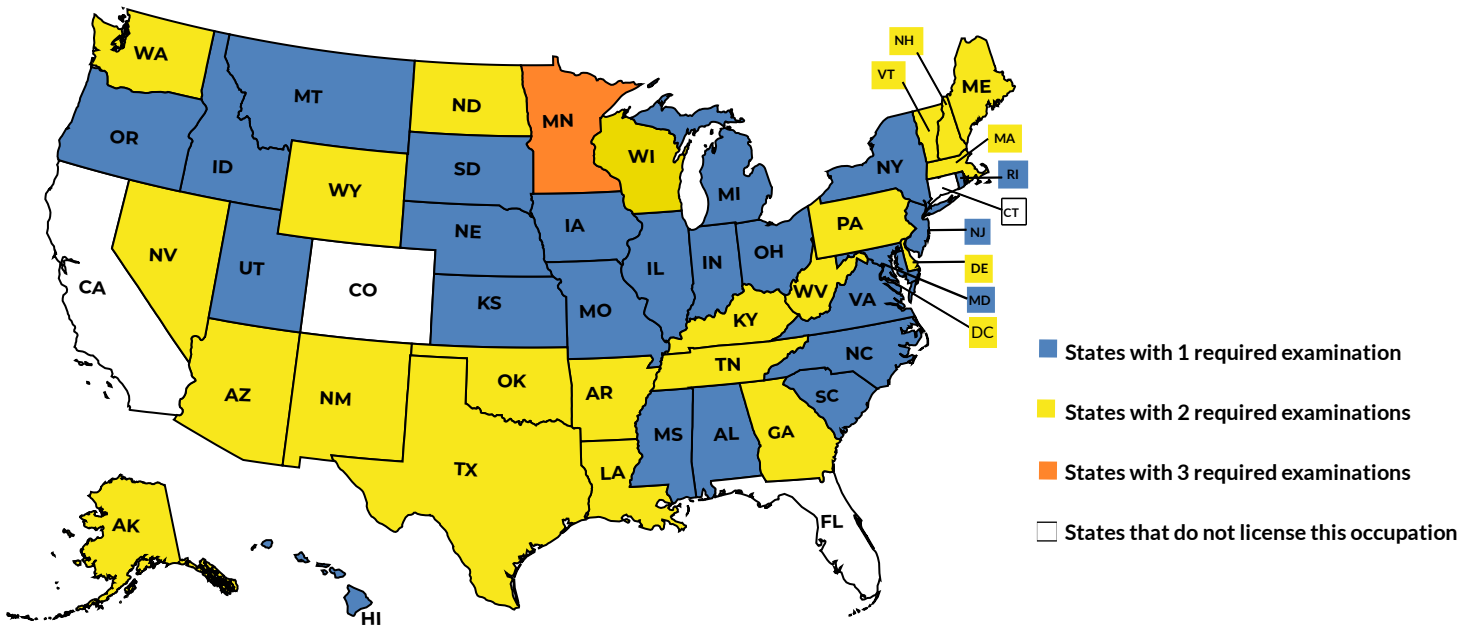 WA
MT
ND
MN
OR
ID
SD
WI
WY
MI
NY
NH
VT
ME
MA
RI
CT
NJ
DE
MD
DC
NV
UT
NE
IA
PA
CA
CO
KS
MO
IL
IN
OH
WV
VA
KY
NC
TN
SC
AZ
NM
OK
AR
MS
AL
GA
TX
LA
FL
AK
HI
States with 1 required examination
States with 2 required examinations
States with 3 required examinations
States that do not license this occupation